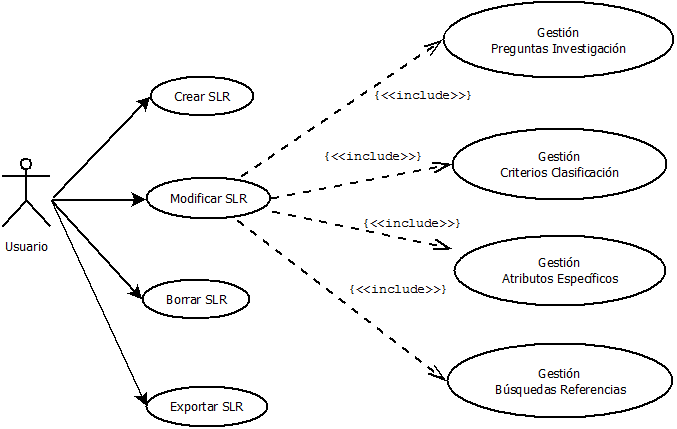 Gestión
Preguntas Investigación
Crear SLR
{<<include>>}
{<<include>>}
Gestión
Criterios Clasificación
Modificar SLR
{<<include>>}
Usuario
Gestión
Atributos Específicos
{<<include>>}
Borrar SLR
Gestión
Búsquedas Referencias
Exportar SLR